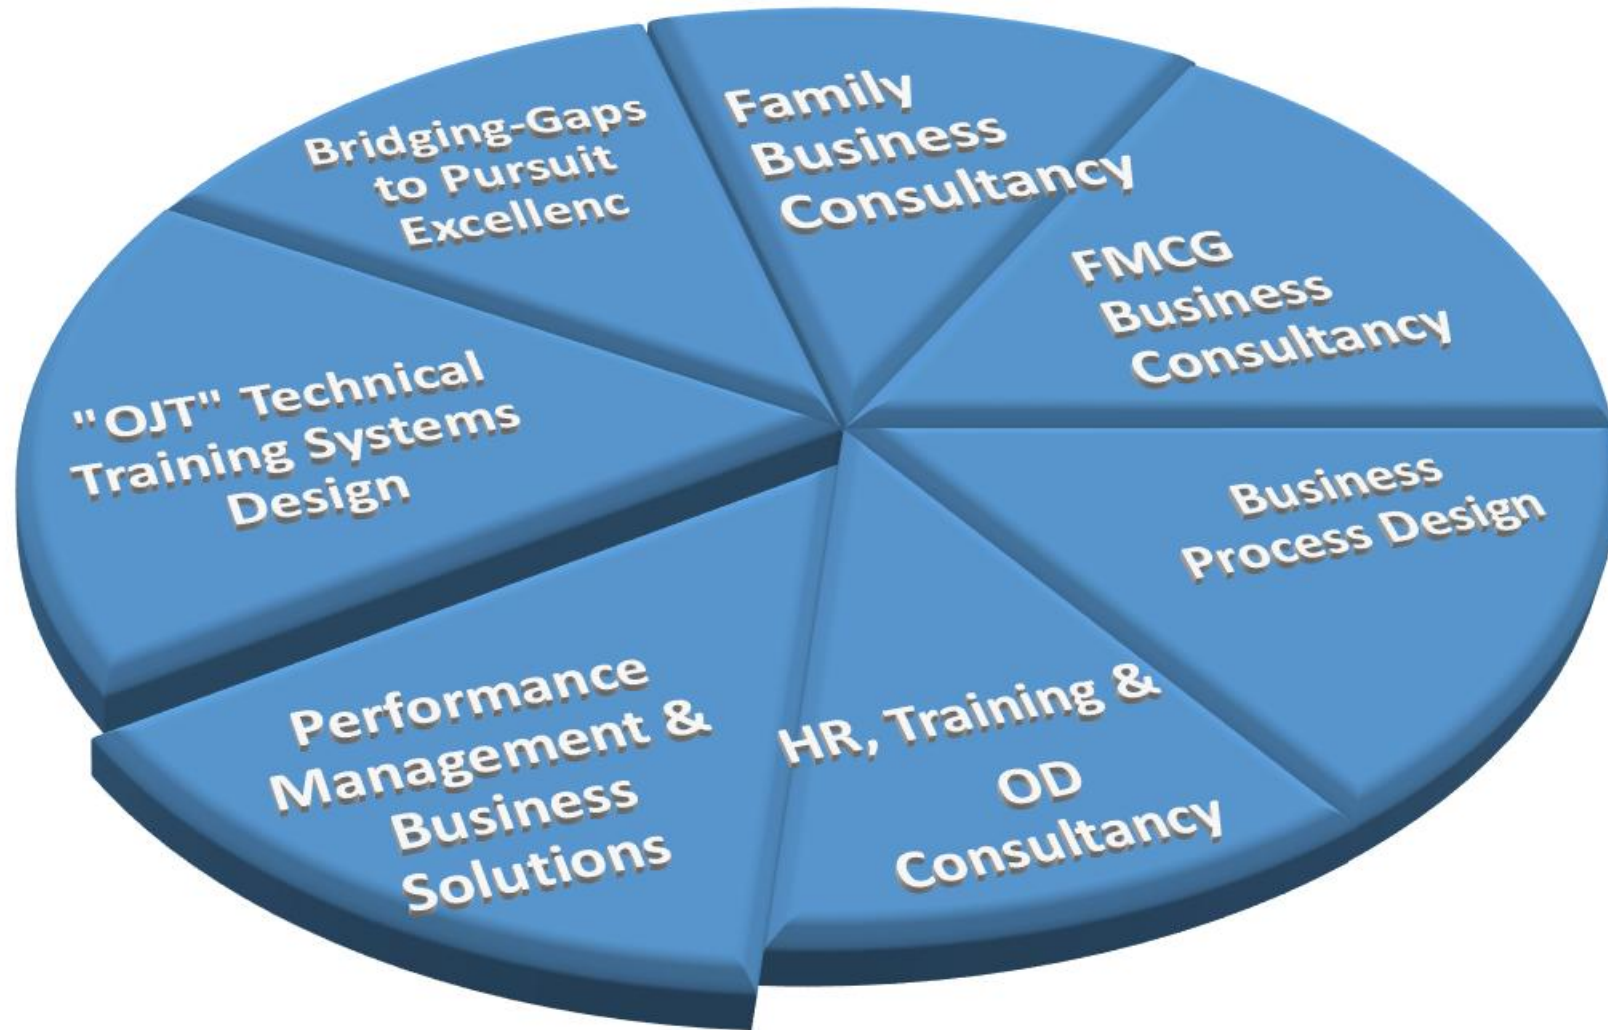 Family
Business
Consultancy
FMCG
Business
Consultancy
Business
Process Design
HR, Training &
OD
Consultancy
Performance
Management &
Business
Solutions
"OJT" Technical
Training Systems
Design
Bridging-Gaps
to Pursuit
Excellenc